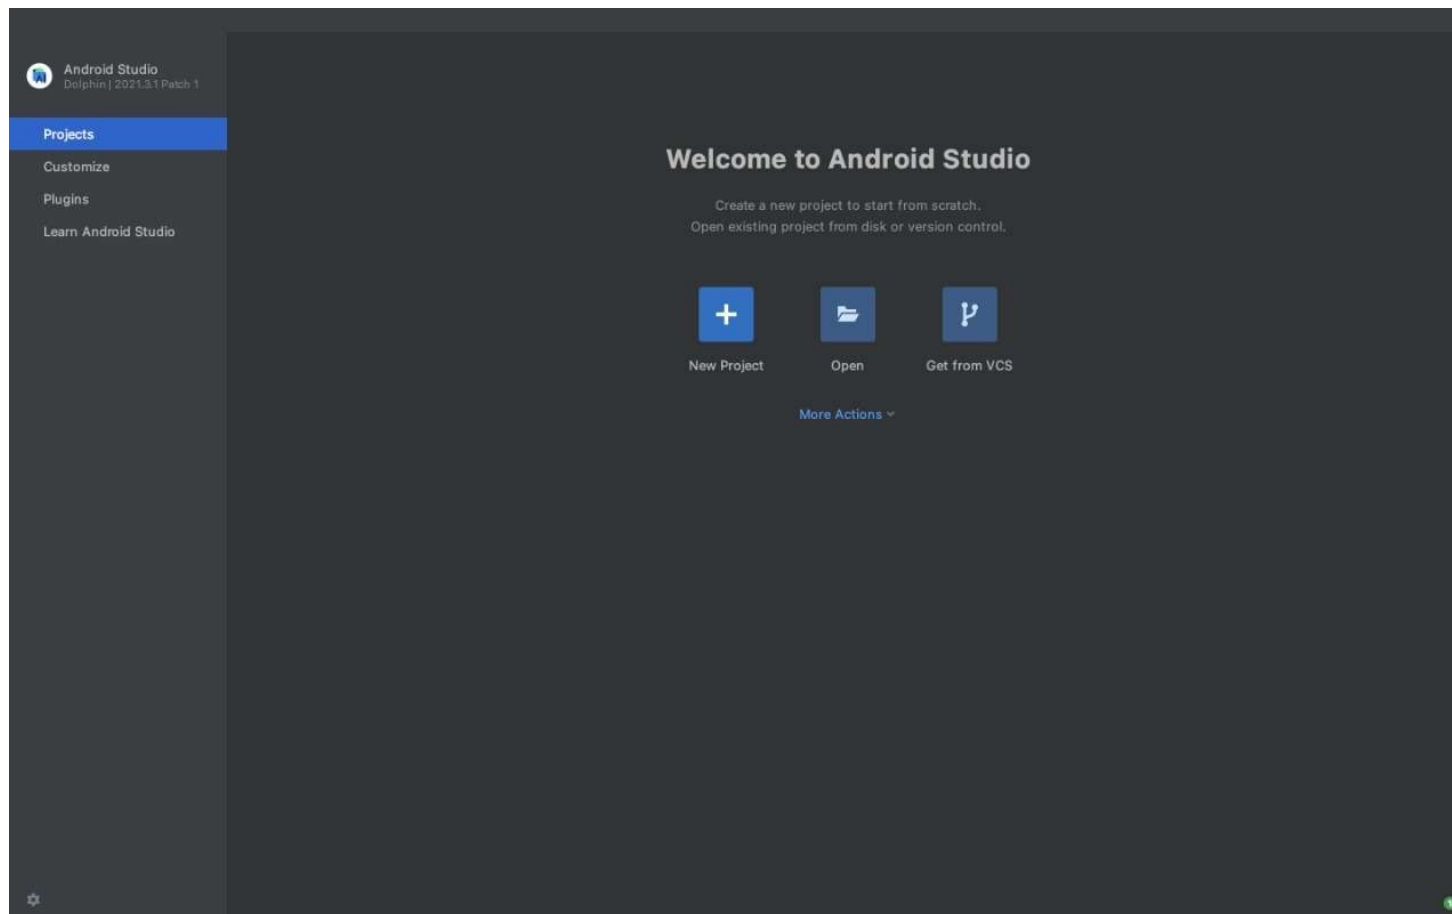 Android Studio
Dolphin | 2021.3.1 Patch 1
Projects
Customize
Plugins
Learn Android Studio
Welcome to Android Studio
Create a new project to start from scratch.
Open existing project from disk or version control.
New Project
Open
Get from VCS
More Actions